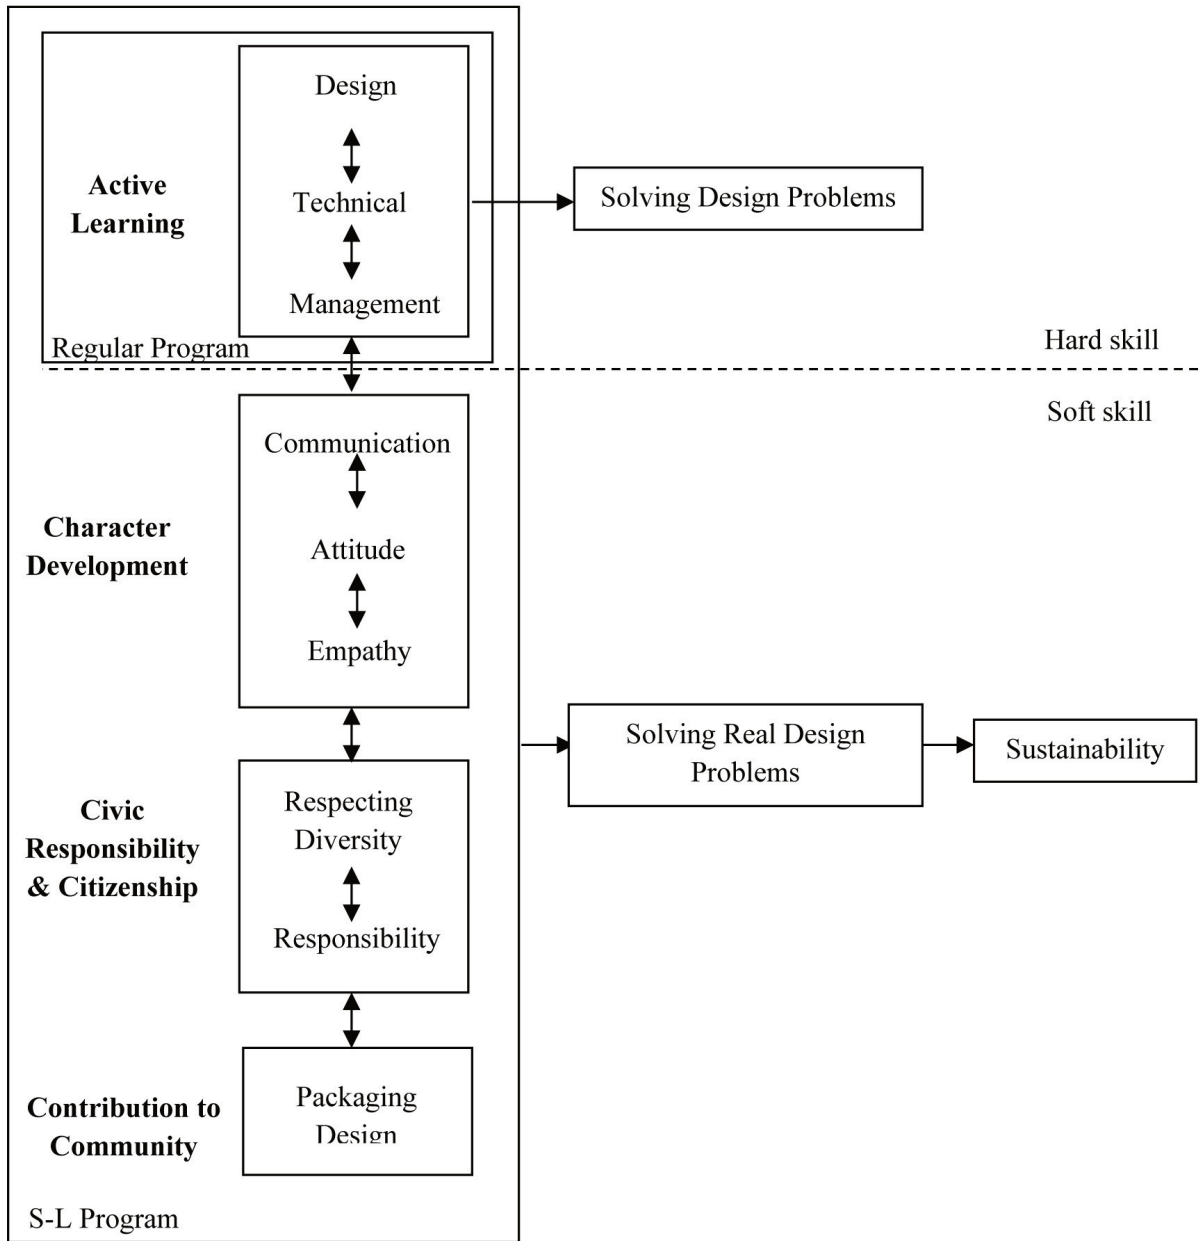 Design
Active
Learning
Technical
Management
Regular Program
Solving Design Problems
Hard skill
Soft skill
Communication
Character
Development
Attitude
Empathy
Solving Real Design
Problems
Sustainability
Civic
Responsibility
& Citizenship
Respecting
Diversity
Responsibility
Contribution to
Community
Packaging
Design
S-L Program